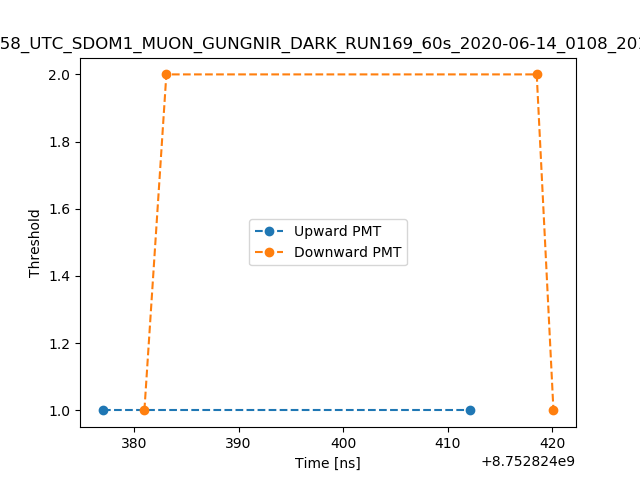 58_UTC_SDOM1_MUON_GUNGNIR_DARK_RUN169_60s_2020-06-14_0108_201
2.0
1.8
1.6
1.4
1.2
1.0
Threshold
Upward PMT
Downward PMT
380 390 400 410 420
Time [ns]
+8.752824e9